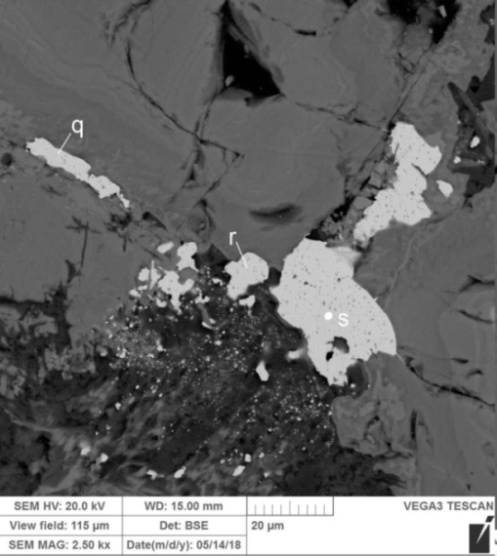 q
r
s
SEM HV: 20.0 kV WD: 15.00 mm VEGA3 TESCAN
View field: 115 µm Det: BSE 20 µm
SEM MAG: 2.50 kx Date(m/d/y): 05/14/18